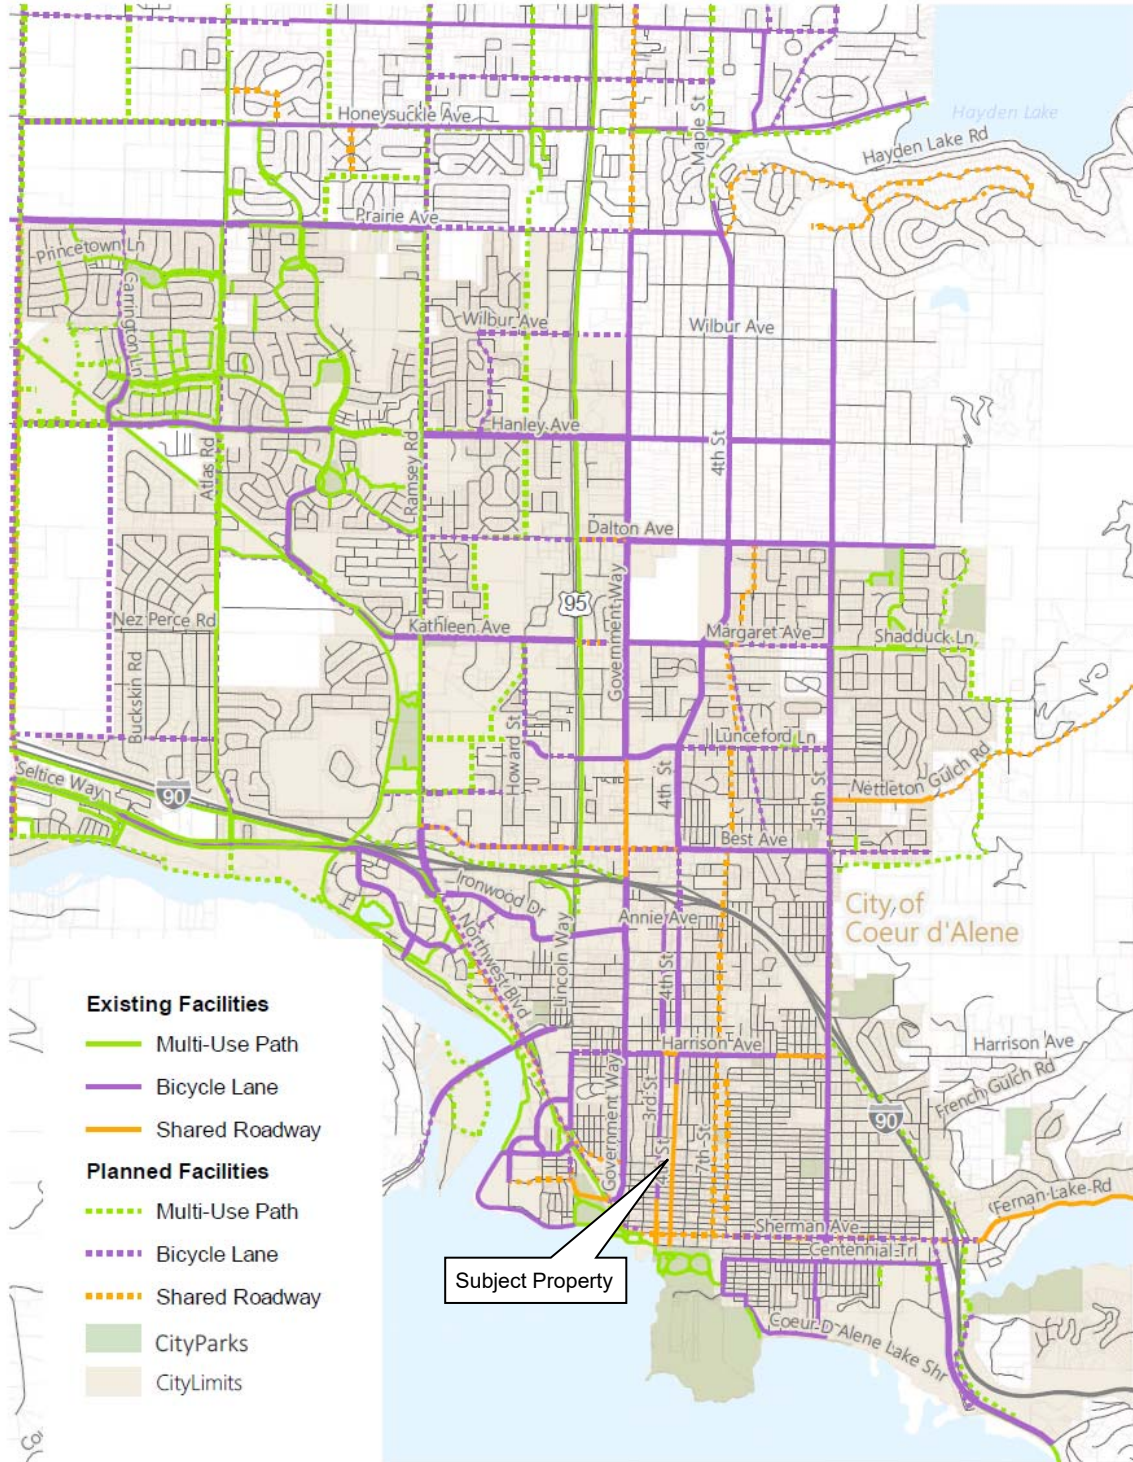 Hayden Lake
Maple St
Honeysuckle Ave
Hayden Lake Rd
Prairie Ave
Princetown Ln
Carrington Ln
Wilbur Ave
Wilbur Ave
Hanley Ave
4th St
Atlas Rd
Ramsey Rd
Dalton Ave
95
Government Way
Nez Perce Rd
Kathleen Ave
Margaret Ave
Shadduck Ln
Buckskin Rd
Howard St
Lunceford Ln
Nettleton Gulch Rd
Seltice Way
90
4th St
15th St
Best Ave
Ironwood Dr
Annie Ave
City of
Coeur d'Alene
Northwest Blvd
Lincoln Way
4th St
Harrison Ave
Harrison Ave
French Gulch Rd
90
Government Way
3rd St
4th St
7th St
Fernan Lake Rd
Sherman Ave
Centennial Trl
Subject Property
Coeur D'Alene Lake Shr
Existing Facilities
Multi-Use Path
Bicycle Lane
Shared Roadway
Planned Facilities
Multi-Use Path
Bicycle Lane
Shared Roadway
CityParks
CityLimits